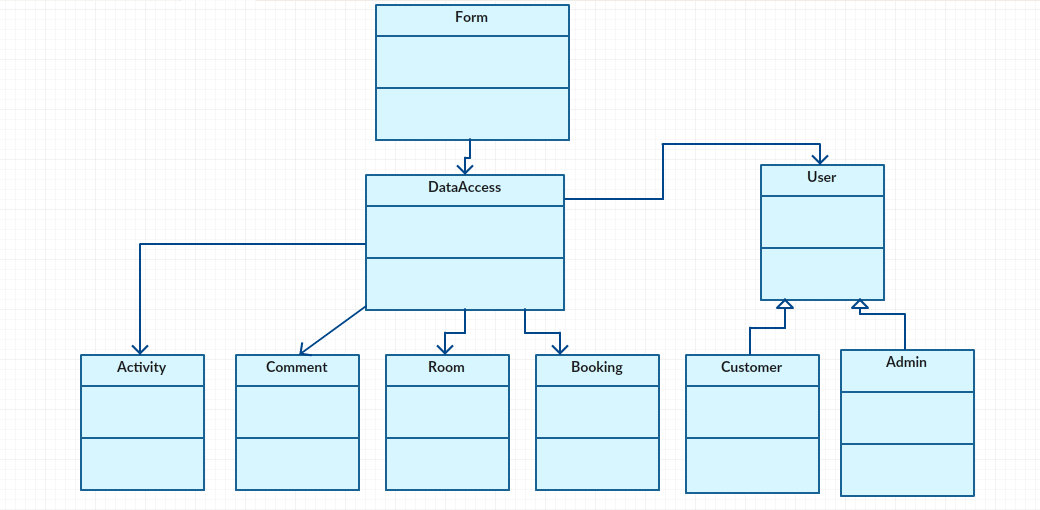 Form
DataAccess
User
Activity
Comment
Room
Booking
Customer
Admin